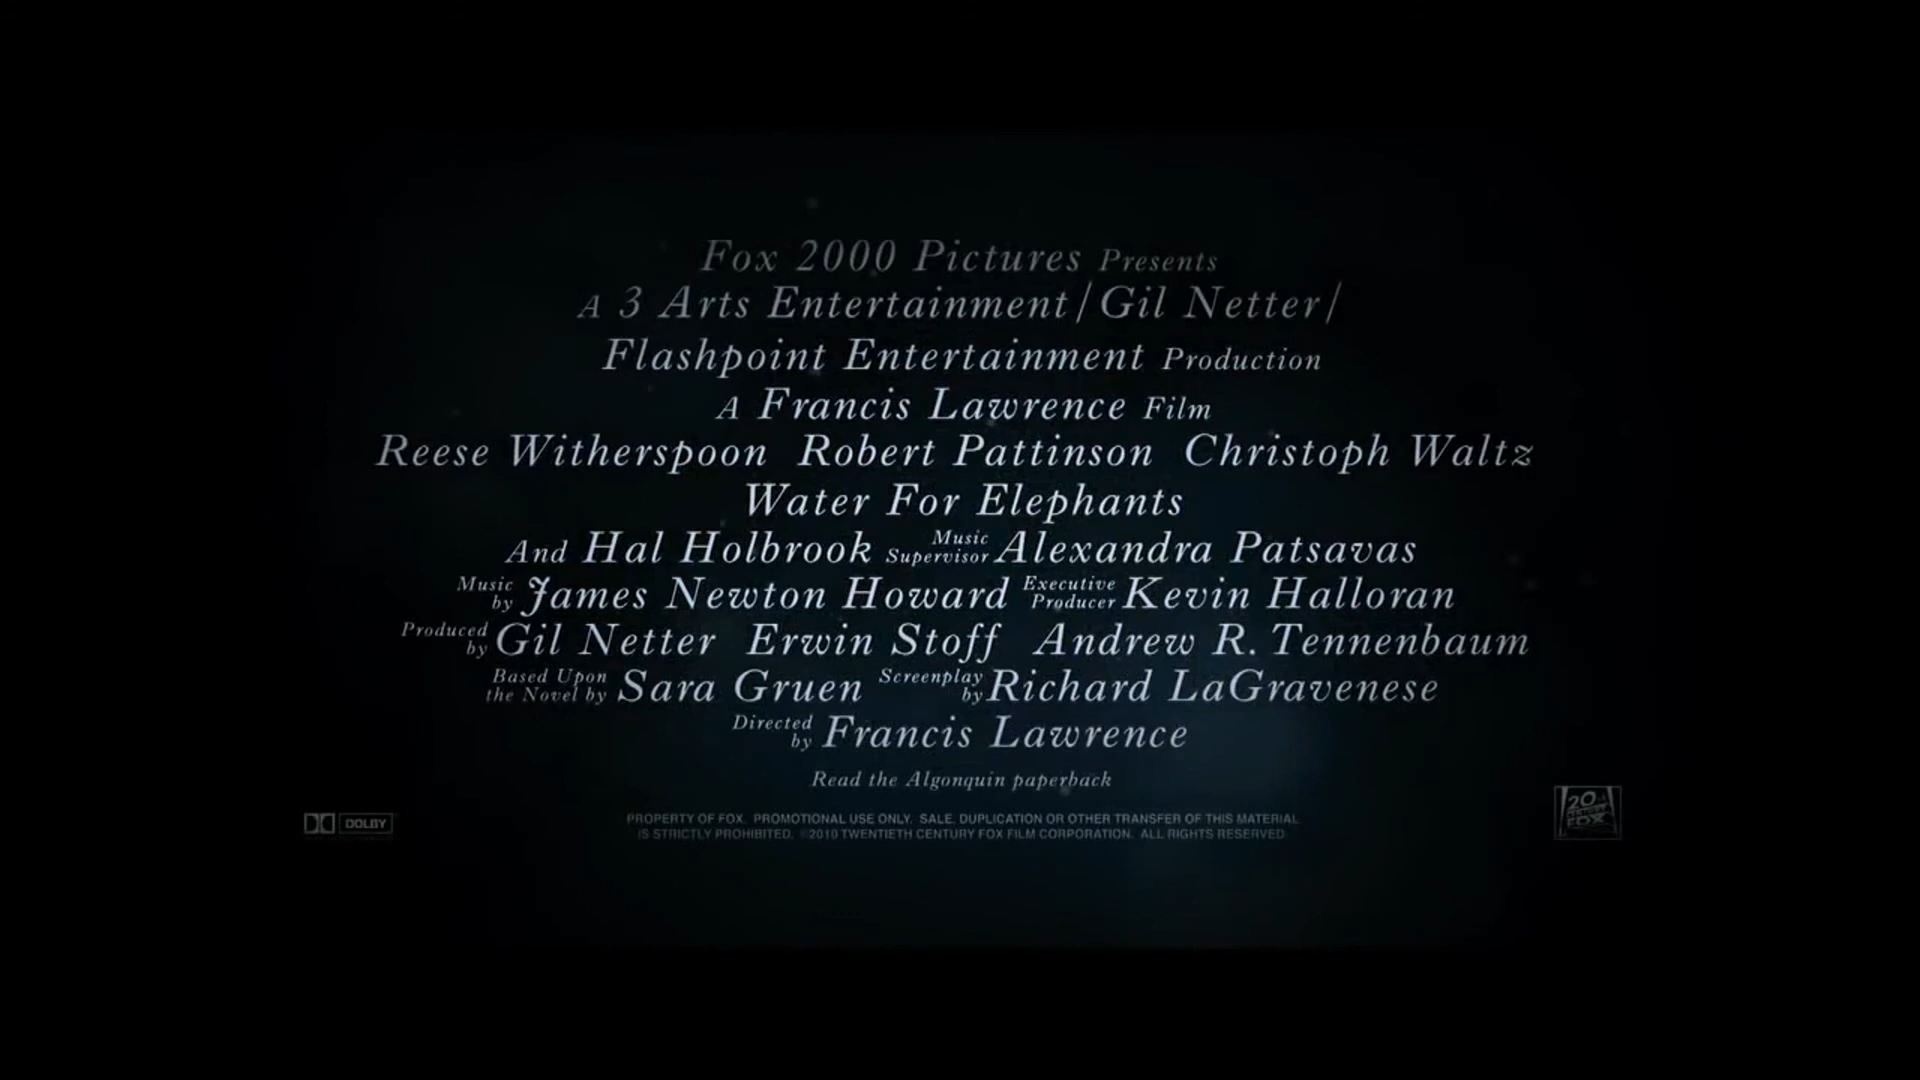 Fox 2000 Pictures Presents
A 3 Arts Entertainment/Gil Netter/
Flashpoint Entertainment Production
A Francis Lawrence Film
Reese Witherspoon Robert Pattinson Christoph Waltz
Water For Elephants
And Hal Holbrook Music Supervisor Alexandra Patsavas
Music by James Newton Howard Executive Producer Kevin Halloran
Produced by Gil Netter Erwin Stoff Andrew R. Tennenbaum
Based Upon the Novel by Sara Gruen Screenplay by Richard LaGravenese
Directed by Francis Lawrence
Read the Algonquin paperback
DOLBY
PROPERTY OF FOX. PROMOTIONAL USE ONLY. SALE, DUPLICATION OR OTHER TRANSFER OF THIS MATERIAL
IS STRICTLY PROHIBITED. ©2010 TWENTIETH CENTURY FOX FILM CORPORATION. ALL RIGHTS RESERVED.
20th
CENTURY
FOX